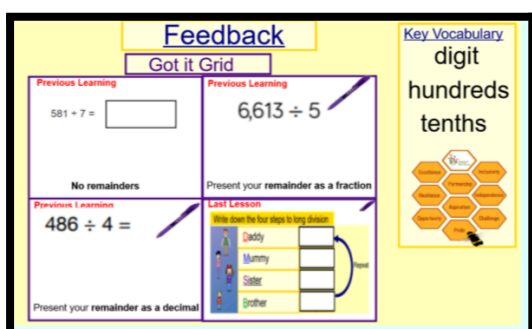 Feedback
Got it Grid
Key Vocabulary
digit
hundreds
tenths
Previous Learning
581 ÷ 7 =
No remainders
Previous Learning
6,613 ÷ 5
Present your remainder as a fraction
Previous Learning
486 ÷ 4 =
Present your remainder as a decimal
Last Lesson
Write down the four steps to long division
Daddy
Mummy
Sister
Brother
Repeat
Excellence
Inclusivity
Partnership
Resilience
Independence
Aspiration
Opportunity
Challenge
Pride